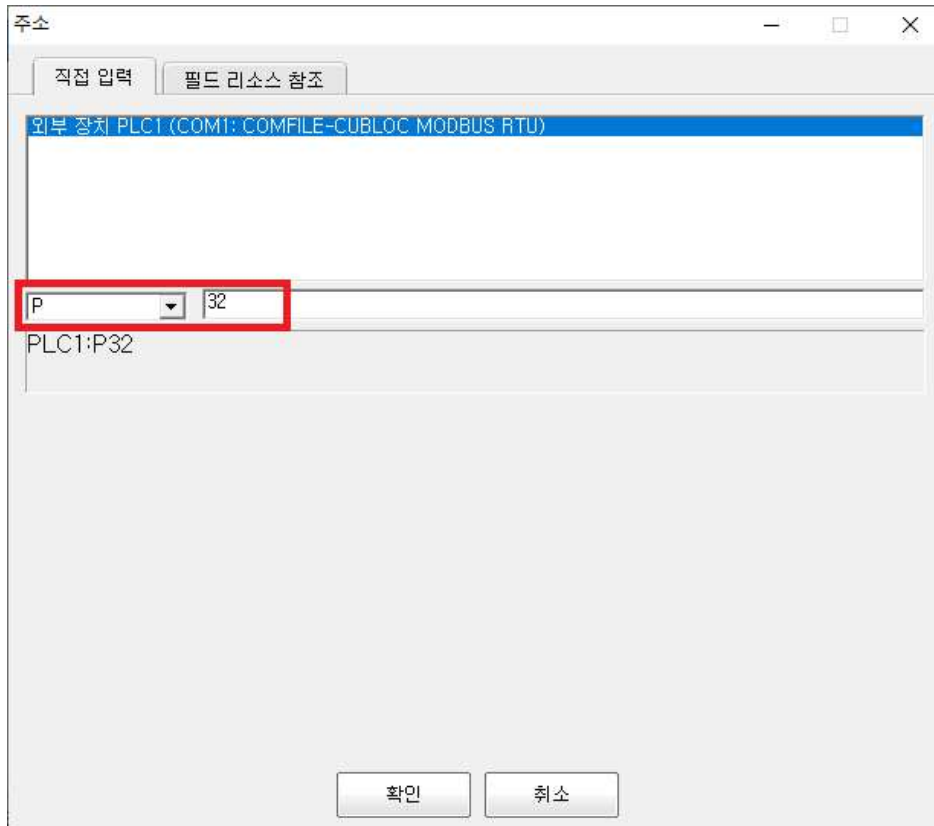 주소
직접 입력 필드 리소스 참조
외부 장치 PLC1 (COM1: COMFILE-CUBLOC MODBUS RTU)
P 32
PLC1:P32
확인 취소